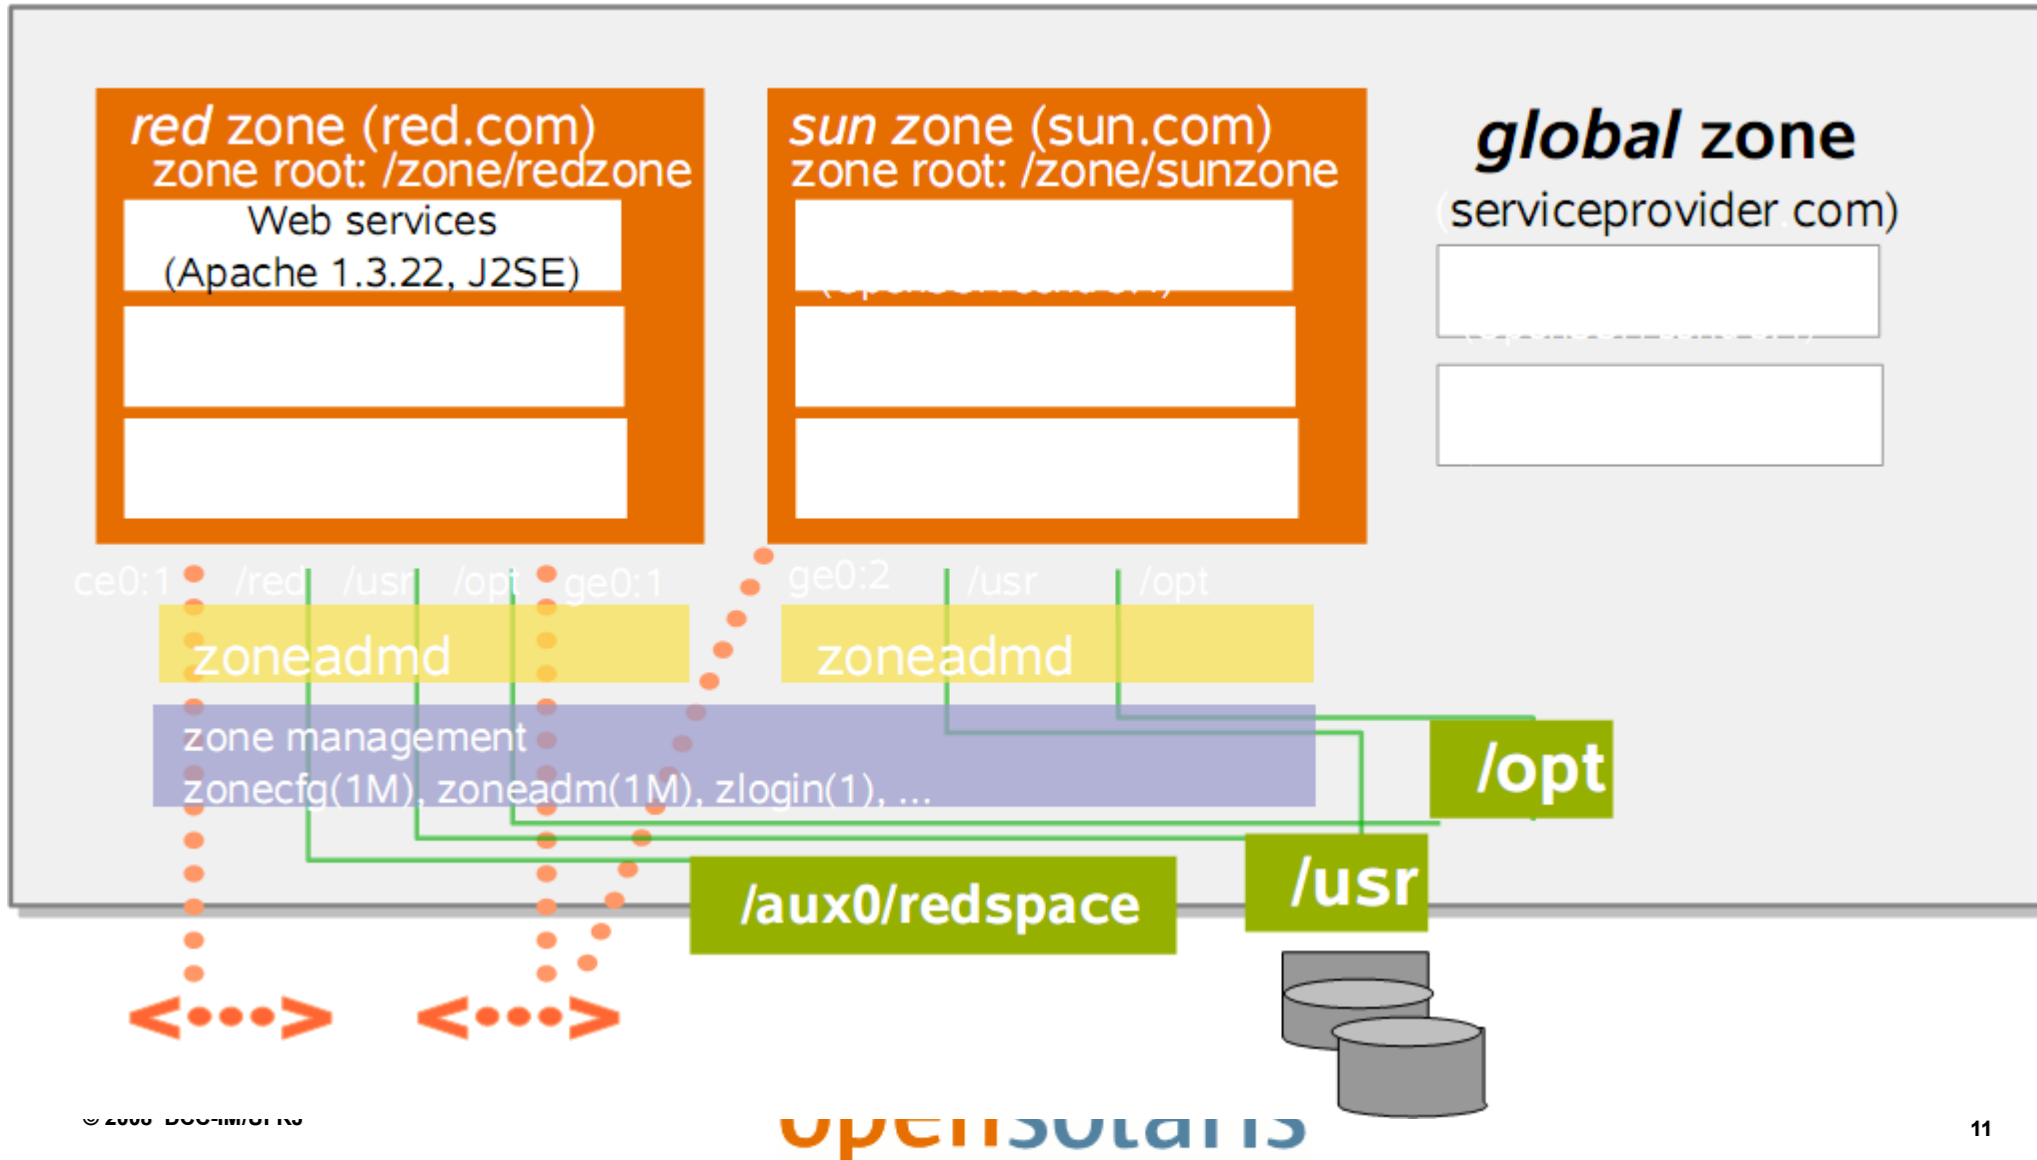 red zone (red.com)
zone root: /zone/redzone
Web services
(Apache 1.3.22, J2SE)
sun zone (sun.com)
zone root: /zone/sunzone
global zone
(serviceprovider.com)
ce0:1 /red /usr /opt ge0:1
ge0:2 /usr /opt
zoneadmd
zoneadmd
zone management
zonecfg(1M), zoneadm(1M), zlogin(1), ...
/opt
/usr
/aux0/redspace
opensolaris
11